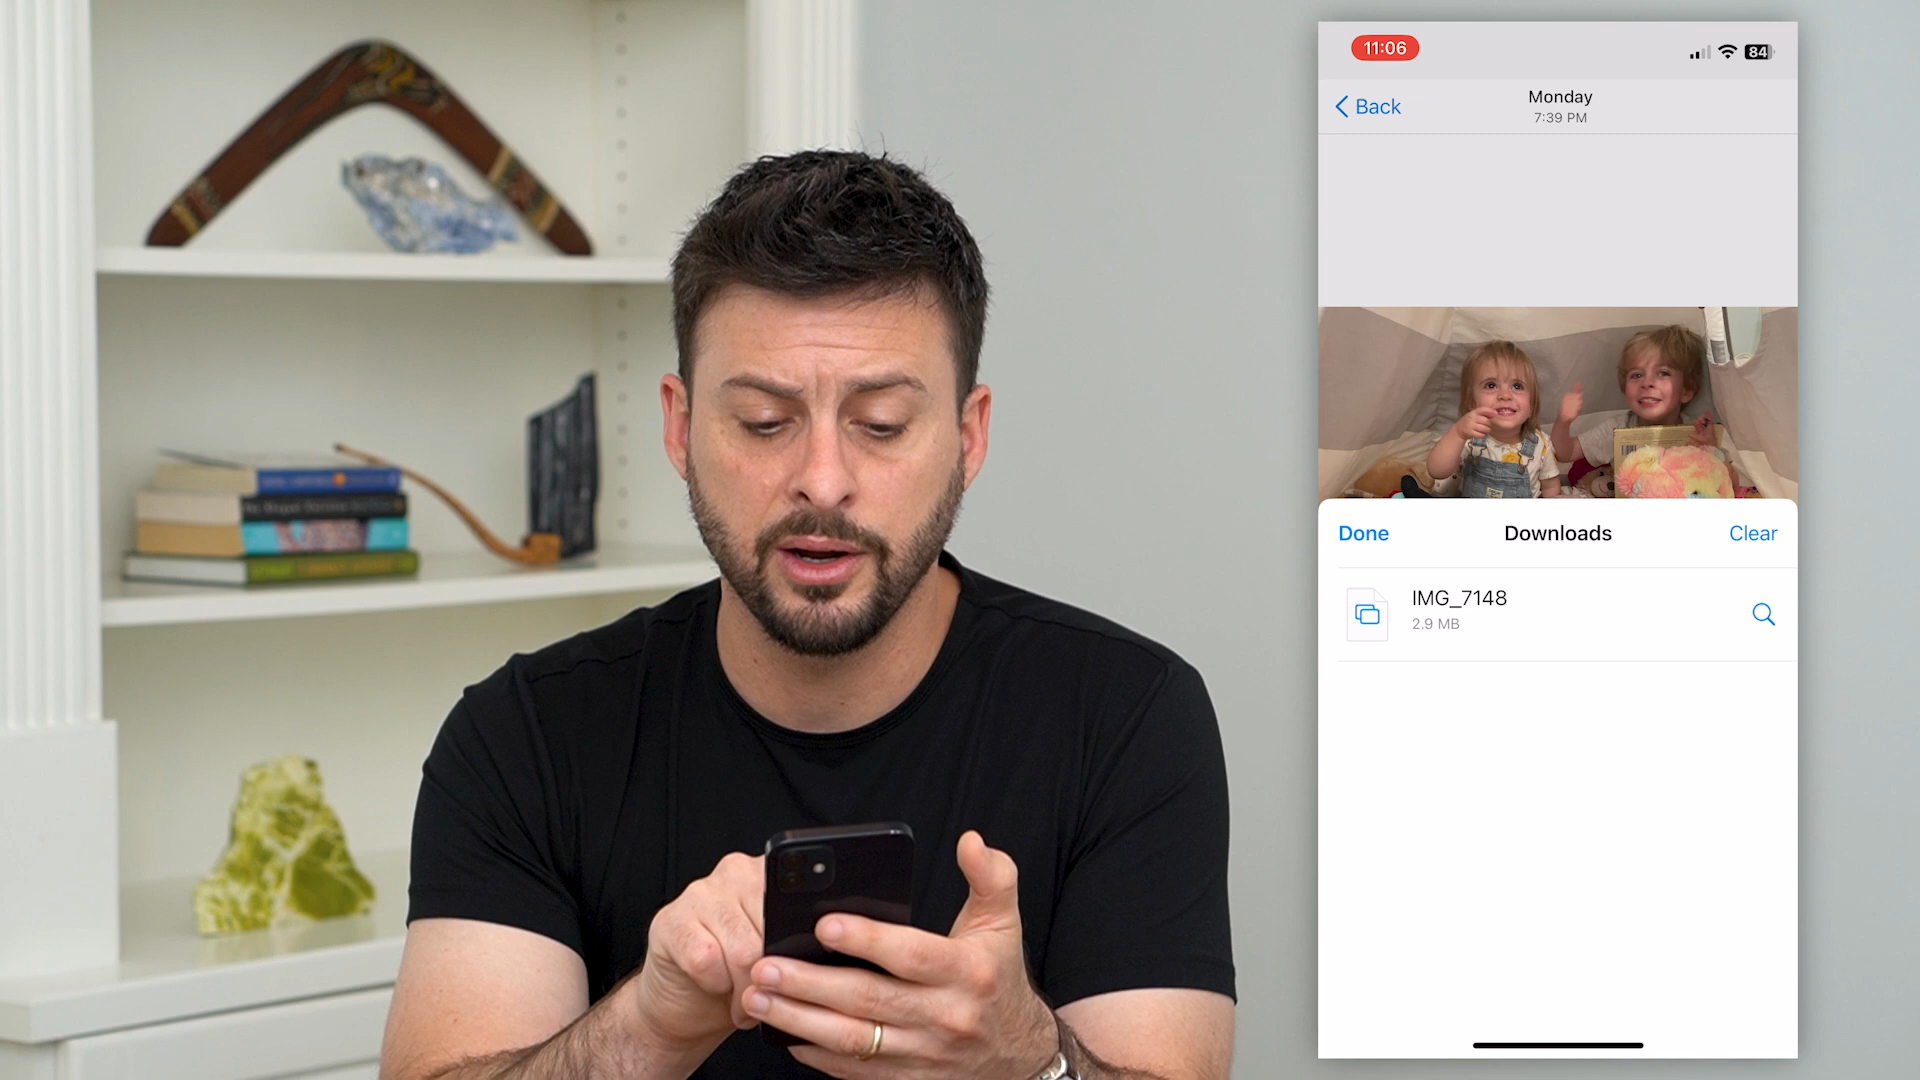 11:06
84
Back
Monday
7:39 PM
Done
Downloads
Clear
IMG_7148
2.9 MB